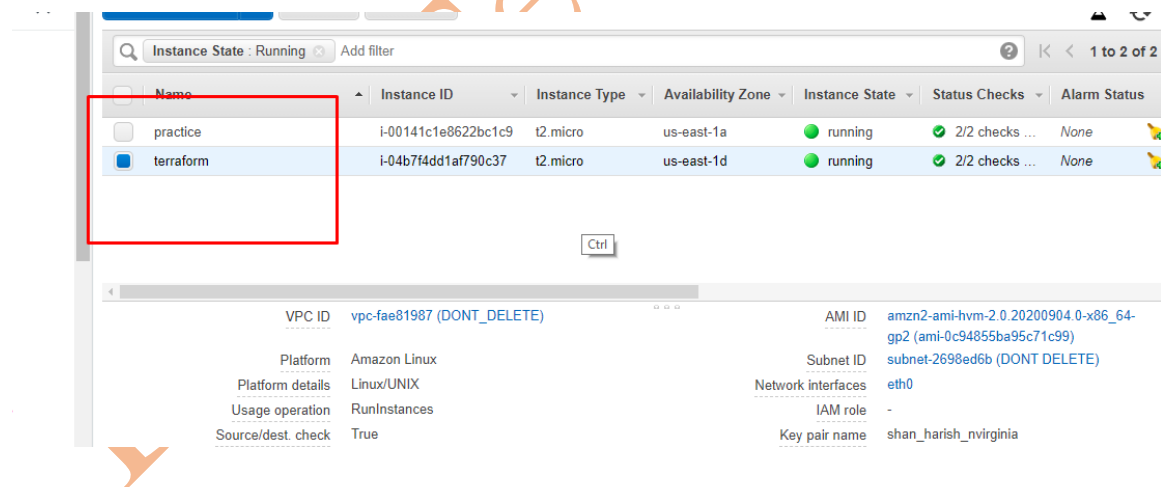 Instance State : Running Add filter 1 to 2 of 2
Name Instance ID Instance Type Availability Zone Instance State Status Checks Alarm Status
practice i-00141c1e8622bc1c9 t2.micro us-east-1a running 2/2 checks ... None
terraform i-04b7f4dd1af790c37 t2.micro us-east-1d running 2/2 checks ... None
Ctrl
VPC ID vpc-fae81987 (DONT_DELETE) AMI ID amzn2-ami-hvm-2.0.20200904.0-x86_64-
gp2 (ami-0c94855ba95c71c99)
Platform Amazon Linux Subnet ID subnet-2698ed6b (DONT DELETE)
Platform details Linux/UNIX Network interfaces eth0
Usage operation RunInstances IAM role -
Source/dest. check True Key pair name shan_harish_nvirginia